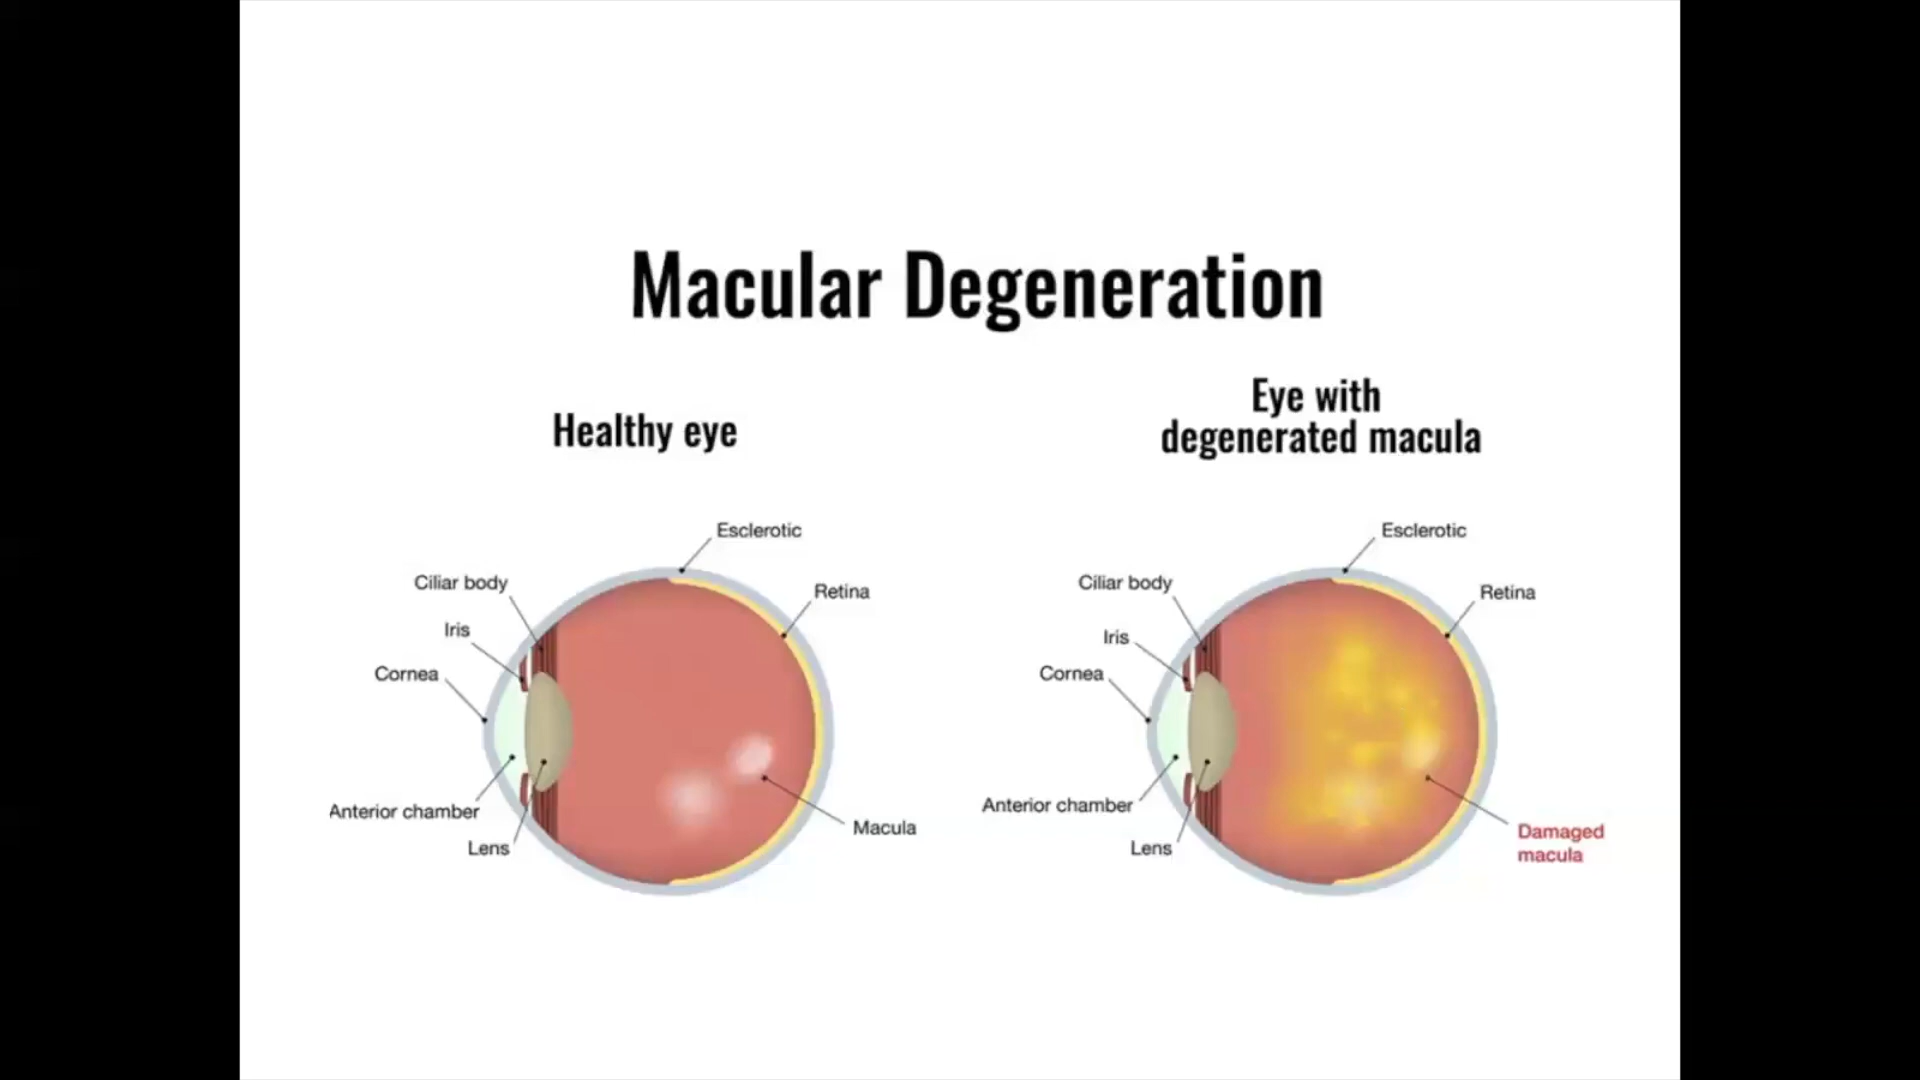 Macular Degeneration
Healthy eye
Esclerotic
Ciliar body
Retina
Iris
Cornea
Anterior chamber
Lens
Macula
Eye with
degenerated macula
Esclerotic
Ciliar body
Retina
Iris
Cornea
Anterior chamber
Lens
Damaged
macula